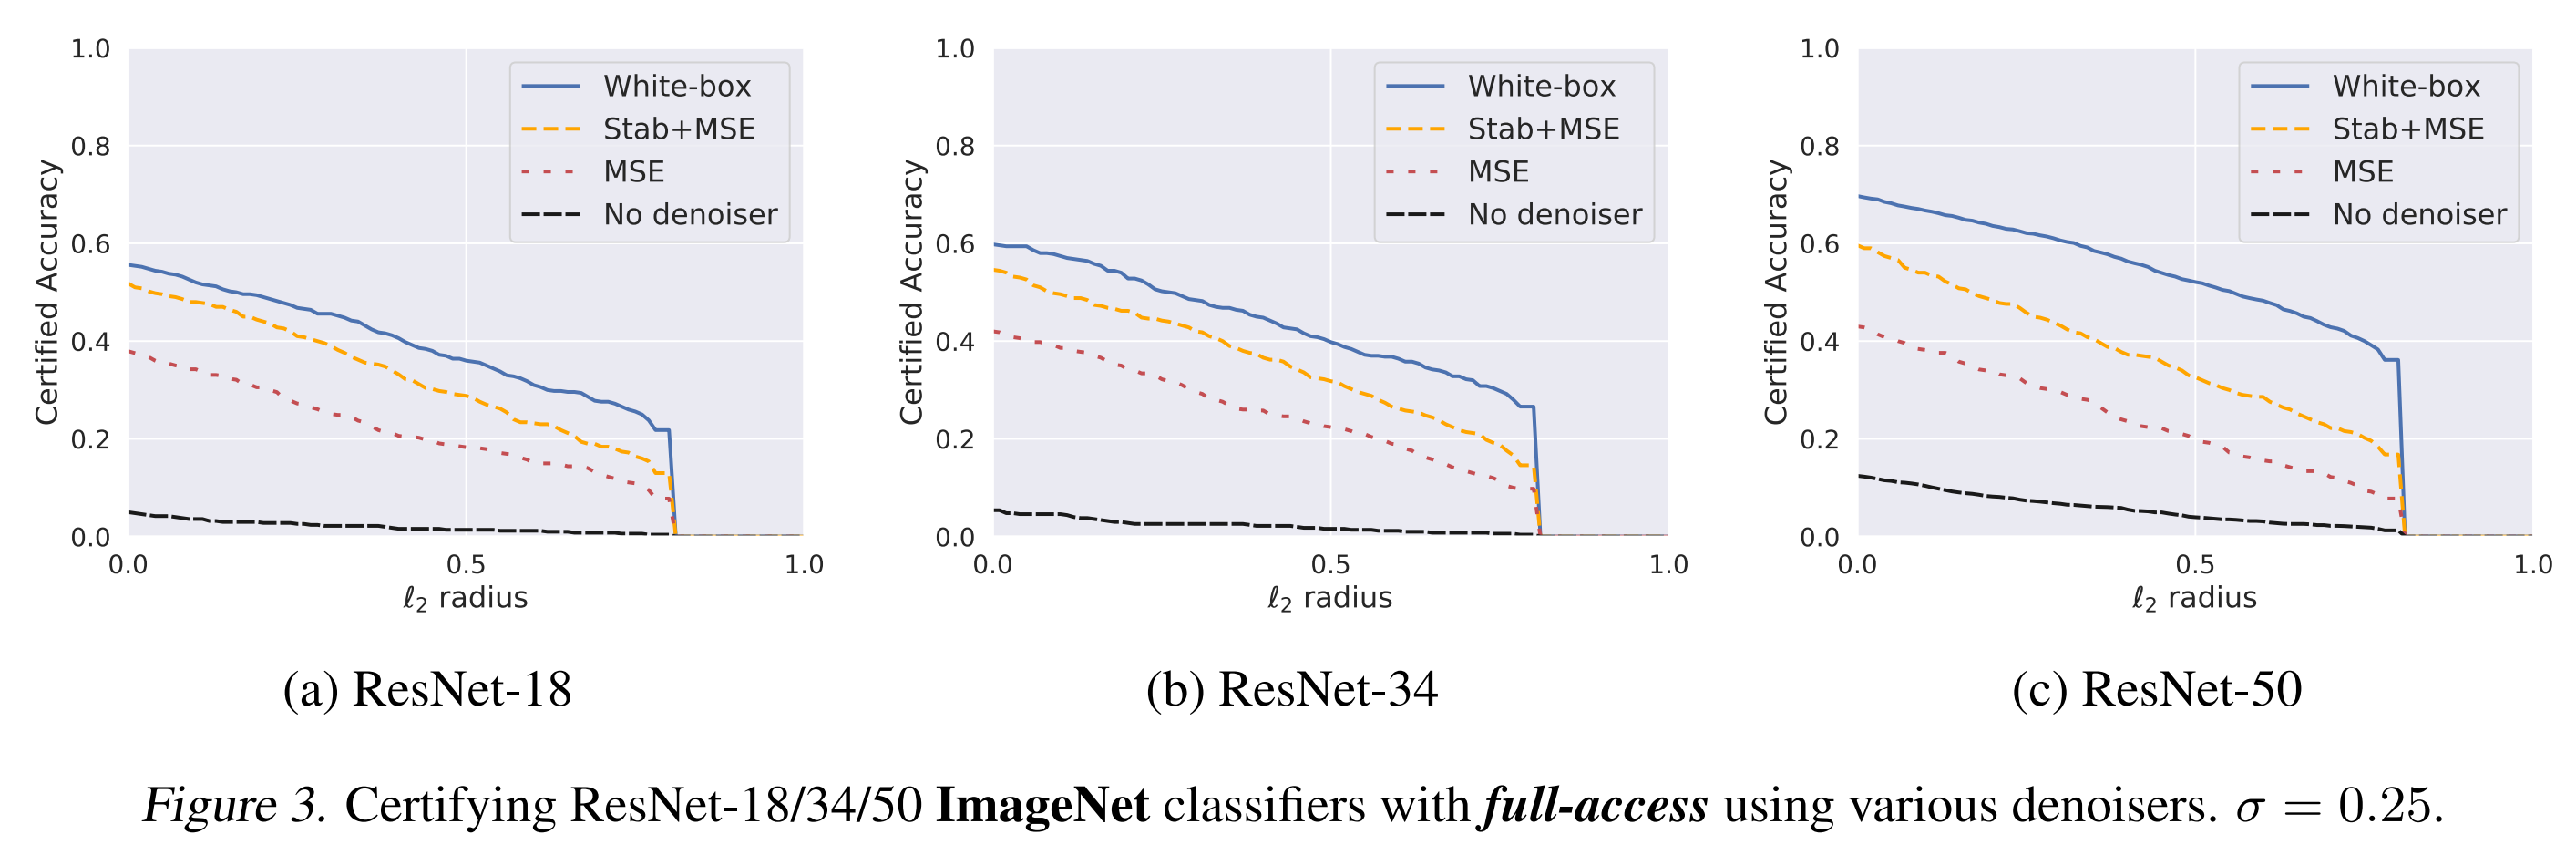 1.0
0.8
0.6
0.4
0.2
0.0
Certified Accuracy
White-box
Stab+MSE
MSE
No denoiser
0.0 0.5 1.0
ℓ₂ radius
(a) ResNet-18
1.0
0.8
0.6
0.4
0.2
0.0
Certified Accuracy
White-box
Stab+MSE
MSE
No denoiser
0.0 0.5 1.0
ℓ₂ radius
(b) ResNet-34
1.0
0.8
0.6
0.4
0.2
0.0
Certified Accuracy
White-box
Stab+MSE
MSE
No denoiser
0.0 0.5 1.0
ℓ₂ radius
(c) ResNet-50
Figure 3. Certifying ResNet-18/34/50 ImageNet classifiers with full-access using various denoisers. σ = 0.25.